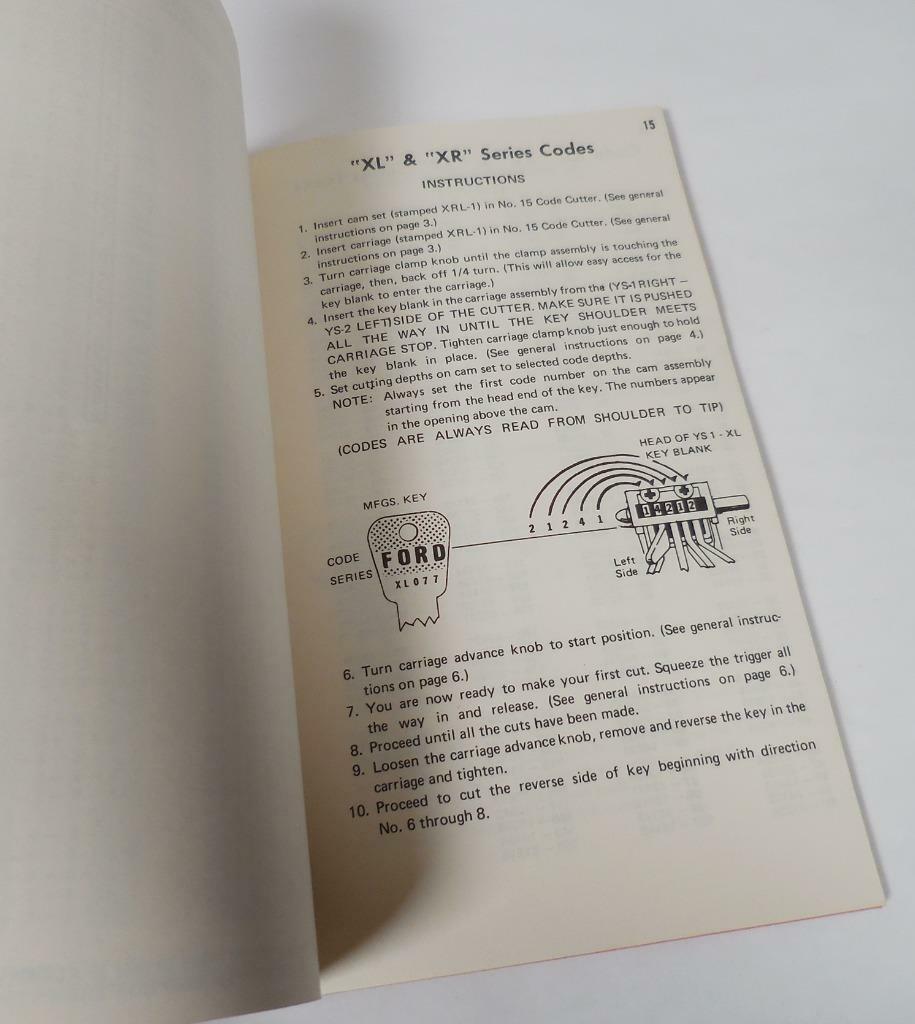 15
"XL" & "XR" Series Codes
INSTRUCTIONS
1. Insert cam set (stamped XRL-1) in No. 15 Code Cutter. (See general
instructions on page 3.)
2. Insert carriage (stamped XRL-1) in No. 15 Code Cutter. (See general
instructions on page 3.)
3. Turn carriage clamp knob until the clamp assembly is touching the
carriage, then, back off 1/4 turn. (This will allow easy access for the
key blank to enter the carriage.)
4. Insert the key blank in the carriage assembly from the (YS-1 RIGHT –
YS-2 LEFT) SIDE OF THE CUTTER. MAKE SURE IT IS PUSHED
ALL THE WAY IN UNTIL THE KEY SHOULDER MEETS
CARRIAGE STOP. Tighten carriage clamp knob just enough to hold
the key blank in place. (See general instructions on page 4.)
5. Set cutting depths on cam set to selected code depths.
NOTE: Always set the first code number on the cam assembly
starting from the head end of the key. The numbers appear
in the opening above the cam.
(CODES ARE ALWAYS READ FROM SHOULDER TO TIP)
HEAD OF YS 1 - XL
KEY BLANK
MFGS. KEY
2 1 2 4 1
1 4 2 1 2
Right
Side
CODE
SERIES
FORD
XL077
Left
Side
6. Turn carriage advance knob to start position. (See general instruc-
tions on page 6.)
7. You are now ready to make your first cut. Squeeze the trigger all
the way in and release. (See general instructions on page 6.)
8. Proceed until all the cuts have been made.
9. Loosen the carriage advance knob, remove and reverse the key in the
carriage and tighten.
10. Proceed to cut the reverse side of key beginning with direction
No. 6 through 8.